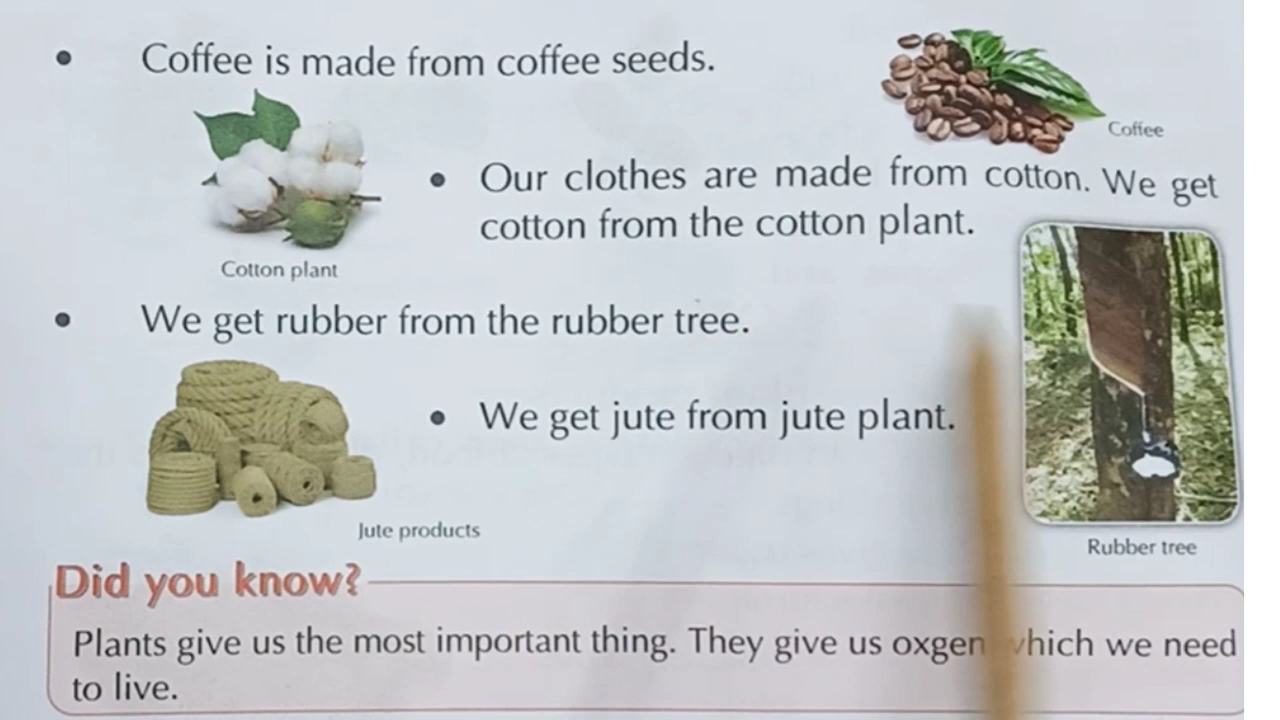 • Coffee is made from coffee seeds.
Coffee
• Our clothes are made from cotton. We get
cotton from the cotton plant.
Cotton plant
• We get rubber from the rubber tree.
• We get jute from jute plant.
Jute products
Rubber tree
Did you know?
Plants give us the most important thing. They give us oxgen which we need
to live.